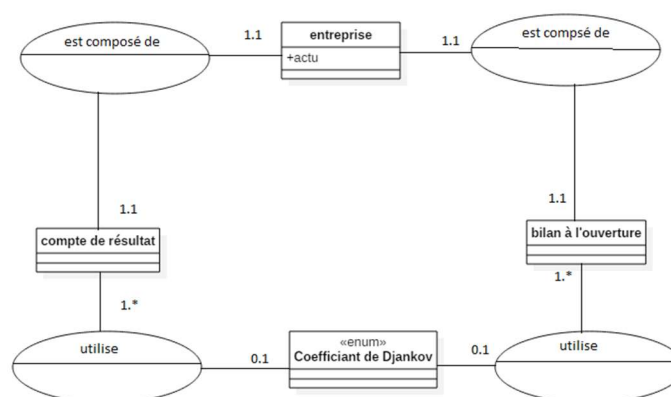 est composé de
1.1
entreprise
+actu
1.1
est compsé de
1.1
compte de résultat
1.*
1.1
bilan à l'ouverture
1.*
utilise
0.1
«enum»
Coefficiant de Djankov
0.1
utilise